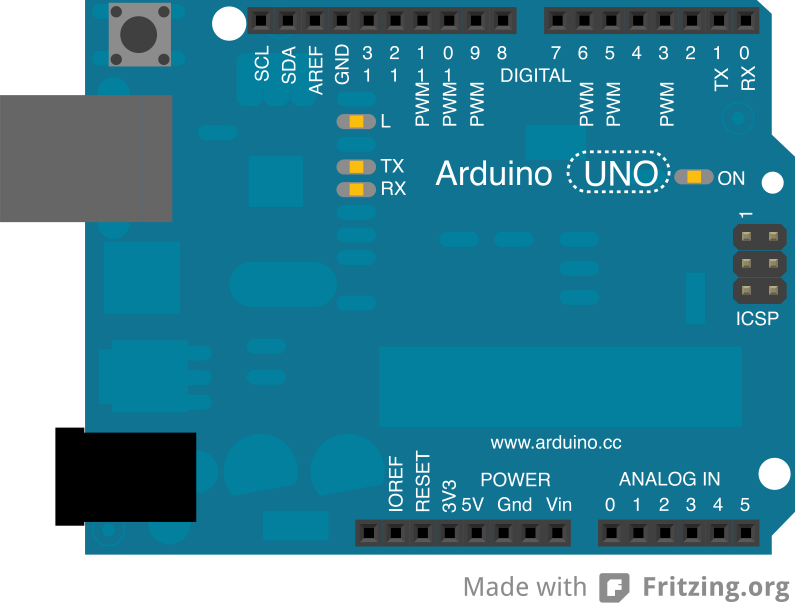 SCL SDA AREF GND 13 12 PWM 11 PWM 10 PWM 9 8 7 PWM 6 PWM 5 4 PWM 3 2 TX 1 RX 0
DIGITAL
L
TX
RX
Arduino UNO
ON
1
ICSP
www.arduino.cc
POWER
ANALOG IN
IOREF RESET 3V3 5V Gnd Vin 0 1 2 3 4 5
Made with Fritzing.org